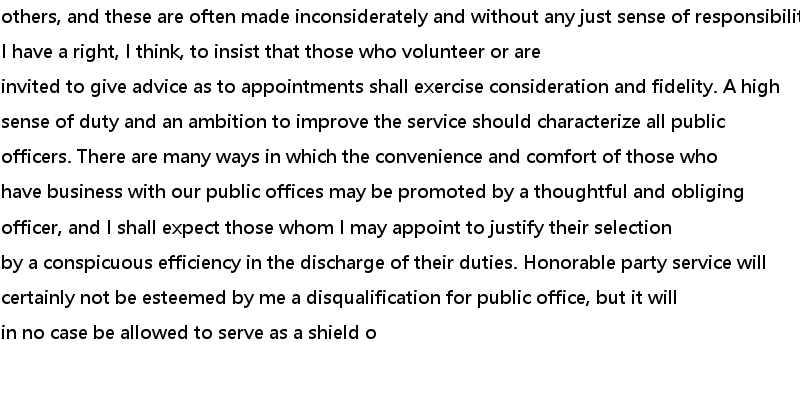 others, and these are often made inconsiderately and without any just sense of responsibilit
I have a right, I think, to insist that those who volunteer or are
invited to give advice as to appointments shall exercise consideration and fidelity. A high
sense of duty and an ambition to improve the service should characterize all public
officers. There are many ways in which the convenience and comfort of those who
have business with our public offices may be promoted by a thoughtful and obliging
officer, and I shall expect those whom I may appoint to justify their selection
by a conspicuous efficiency in the discharge of their duties. Honorable party service will
certainly not be esteemed by me a disqualification for public office, but it will
in no case be allowed to serve as a shield o